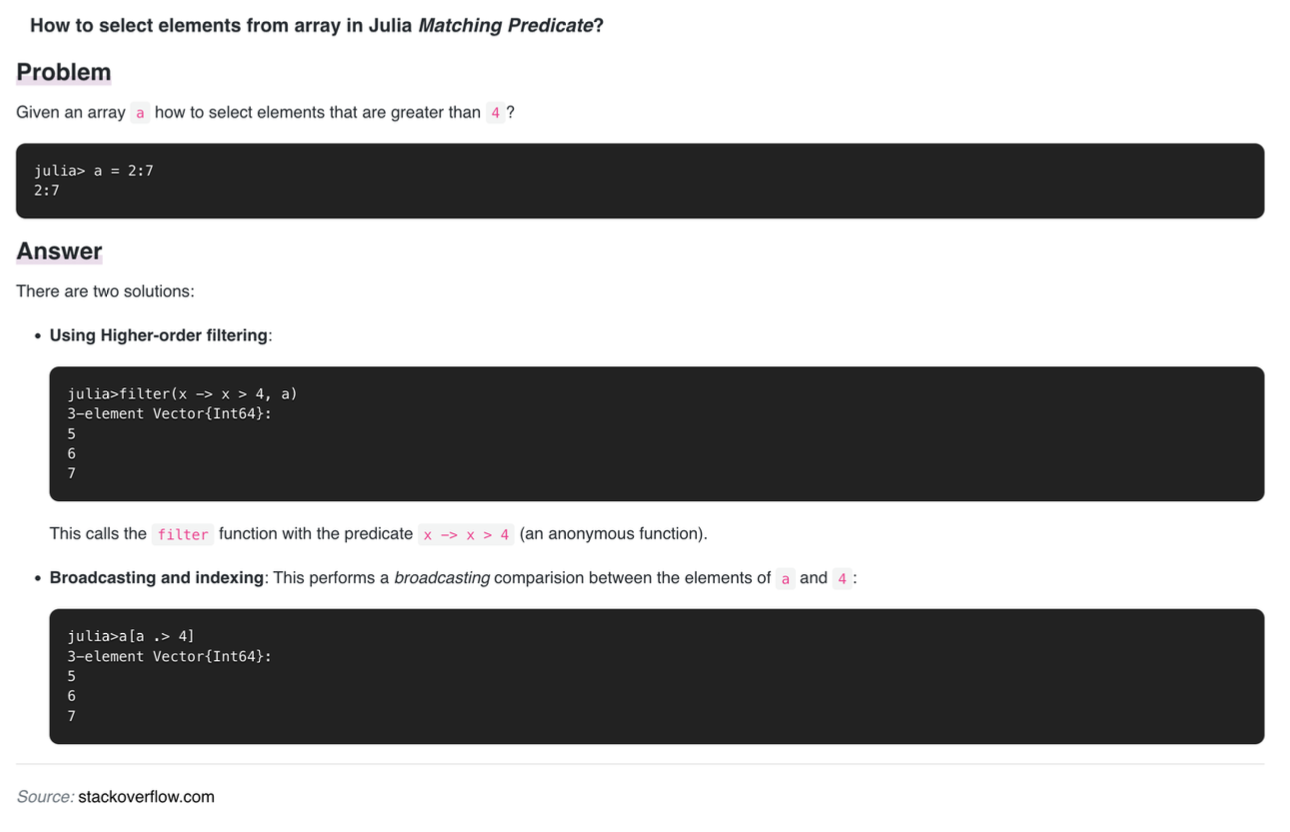 How to select elements from array in Julia Matching Predicate?
Problem
Given an array a how to select elements that are greater than 4 ?
julia> a = 2:7
2:7
Answer
There are two solutions:
• Using Higher-order filtering:
julia>filter(x -> x > 4, a)
3-element Vector{Int64}:
5
6
7
This calls the filter function with the predicate x -> x > 4 (an anonymous function).
• Broadcasting and indexing: This performs a broadcasting comparision between the elements of a and 4 :
julia>a[a .> 4]
3-element Vector{Int64}:
5
6
7
Source: stackoverflow.com